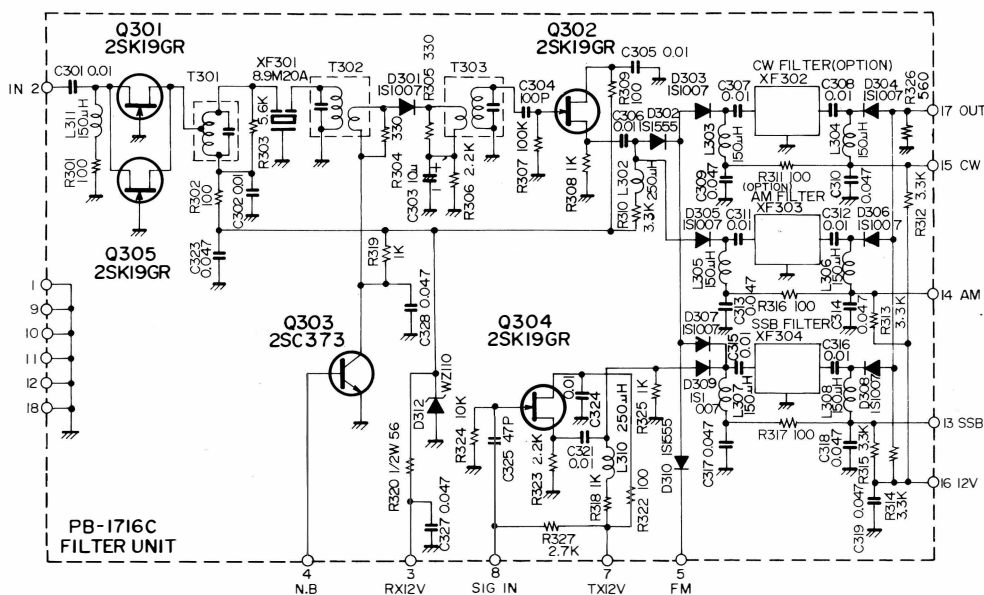 Q301
2SK19GR
C301 0.01
IN 2
L311
150μH
R301
100
Q305
2SK19GR
T301
XF301
8.9M20A
R303 5.6K
R302
100
C302 0.01
C323
0.047
T302
D301
1S1007
R305 330
T303
330
R304
C303 10μ
R306 2.2K
C304
100P
R307 100K
Q302
2SK19GR
C305 0.01
R309
100
D302
1S1555
C306
0.01
R308 1K
L302
250μH
R310
3.3K
D303
1S1007
C307
0.01
CW FILTER(OPTION)
XF302
C308
0.01
D304
1S1007
R326
560
17 OUT
L303
150μH
L304
150μH
15 CW
C309
0.047
R311 100
C310
0.047
R312 3.3K
(OPTION)
AM FILTER
XF303
D305
1S1007
C311
0.01
C312
0.01
D306
1S1007
L305
150μH
L306
150μH
14 AM
C313
0.047
R316 100
C314
0.047
R313
3.3K
SSB FILTER
XF304
D307
1S1007
C315
0.01
C316
0.01
D309
1S1
007
L307
150μH
L308
150μH
D308
1S1007
13 SSB
R317 100
C317 0.047
C318
0.047
R315 3.3K
16 12V
C319 0.047
R314
3.3K
R319
1K
C328 0.047
Q303
2SC373
WZ110
D312
R320 1/2W 56
C327 0.047
Q304
2SK19GR
R324 10K
C325 47P
R323 2.2K
0.01
C324
C321
0.01
L310 250μH
R318 1K
R322 100
R325 1K
D310 1S1555
R327
2.7K
1
9
10
11
12
18
PB-1716C
FILTER UNIT
4
N.B
3
RX12V
8
SIG IN
7
TX12V
5
FM